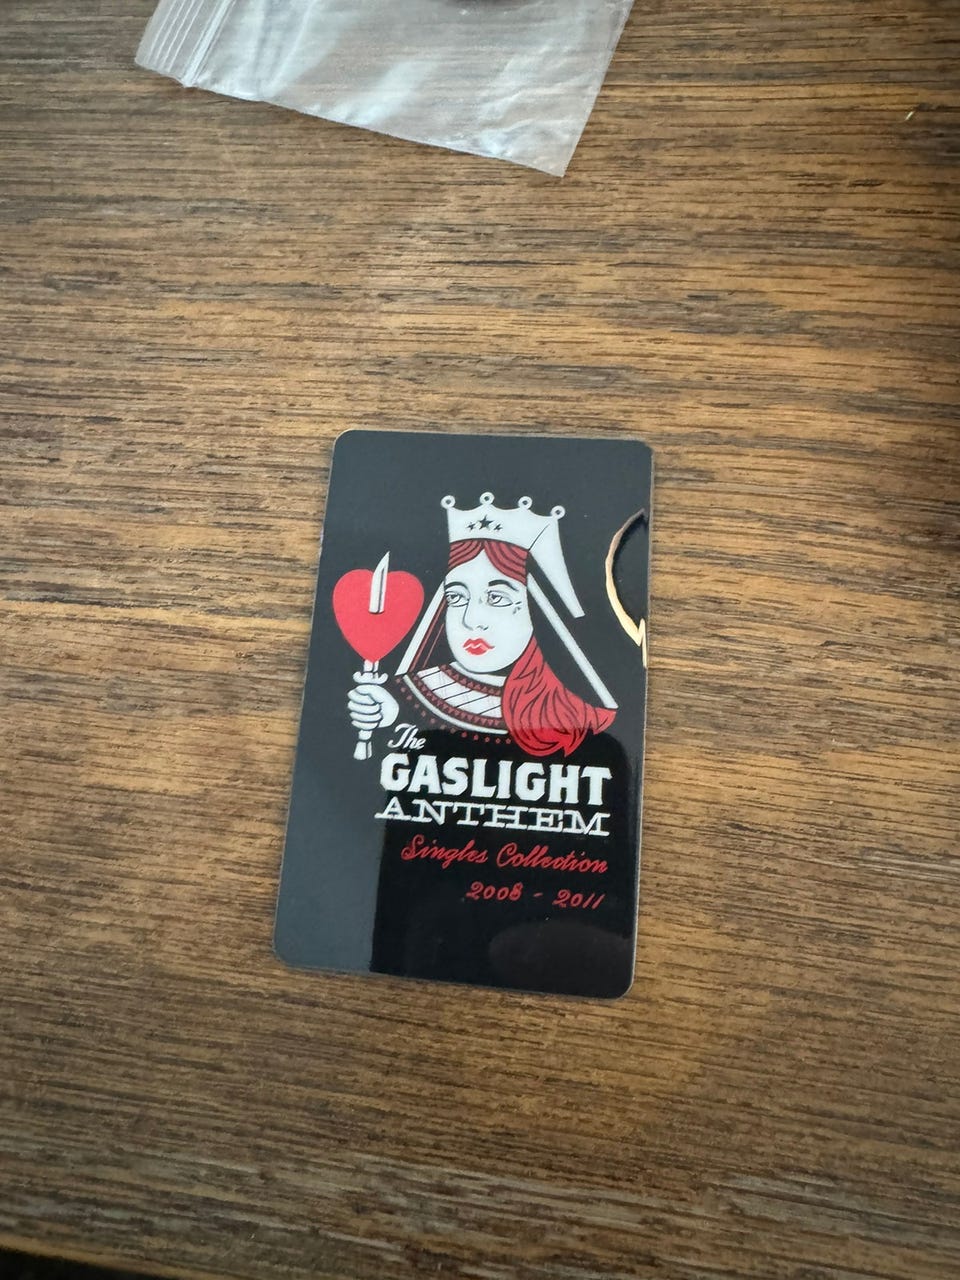 The
GASLIGHT
ANTHEM
Singles Collection
2008 - 2011